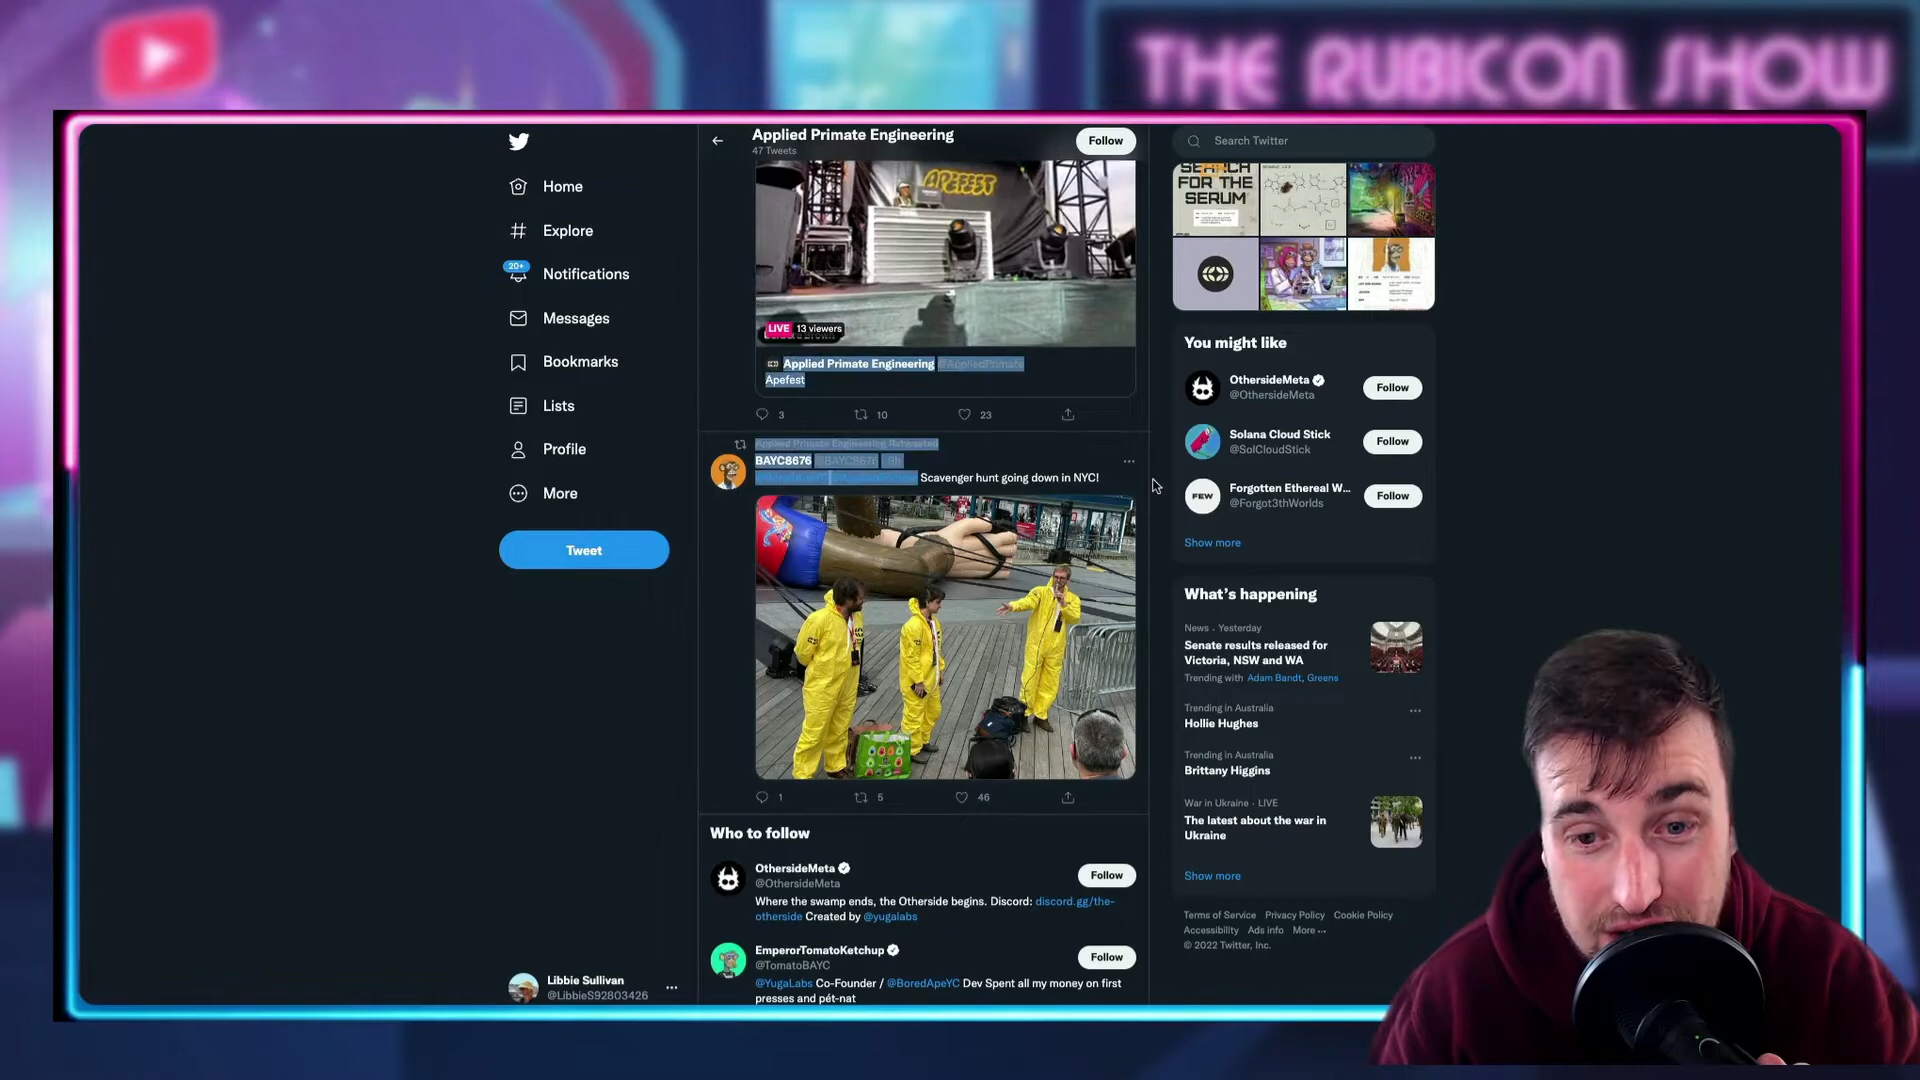 THE RUBICON SHOW
Home
Explore
20+
Notifications
Messages
Bookmarks
Lists
Profile
More
Tweet
Libbie Sullivan
@LibbieS92803426
Applied Primate Engineering
47 Tweets
Follow
APEFEST
LIVE 13 viewers
Applied Primate Engineering @AppliedPrimate
Apefest
3 10 23
Applied Primate Engineering Retweeted
BAYC8676 @BAYC8676 · 9h
Scavenger hunt going down in NYC!
1 5 46
Who to follow
OthersideMeta
@OthersideMeta
Follow
Where the swamp ends, the Otherside begins. Discord: discord.gg/the-
otherside Created by @yugalabs
EmperorTomatoKetchup
@TomatoBAYC
Follow
@YugaLabs Co-Founder / @BoredApeYC Dev Spent all my money on first
presses and pét-nat
Search Twitter
SEARCH
FOR THE
SERUM
You might like
OthersideMeta
@OthersideMeta
Follow
Solana Cloud Stick
@SolCloudStick
Follow
FEW
Forgotten Ethereal W...
@Forgot3thWorlds
Follow
Show more
What's happening
News · Yesterday
Senate results released for
Victoria, NSW and WA
Trending with Adam Bandt, Greens
Trending in Australia
Hollie Hughes
Trending in Australia
Brittany Higgins
War in Ukraine · LIVE
The latest about the war in
Ukraine
Show more
Terms of Service Privacy Policy Cookie Policy
Accessibility Ads info More ···
© 2022 Twitter, Inc.